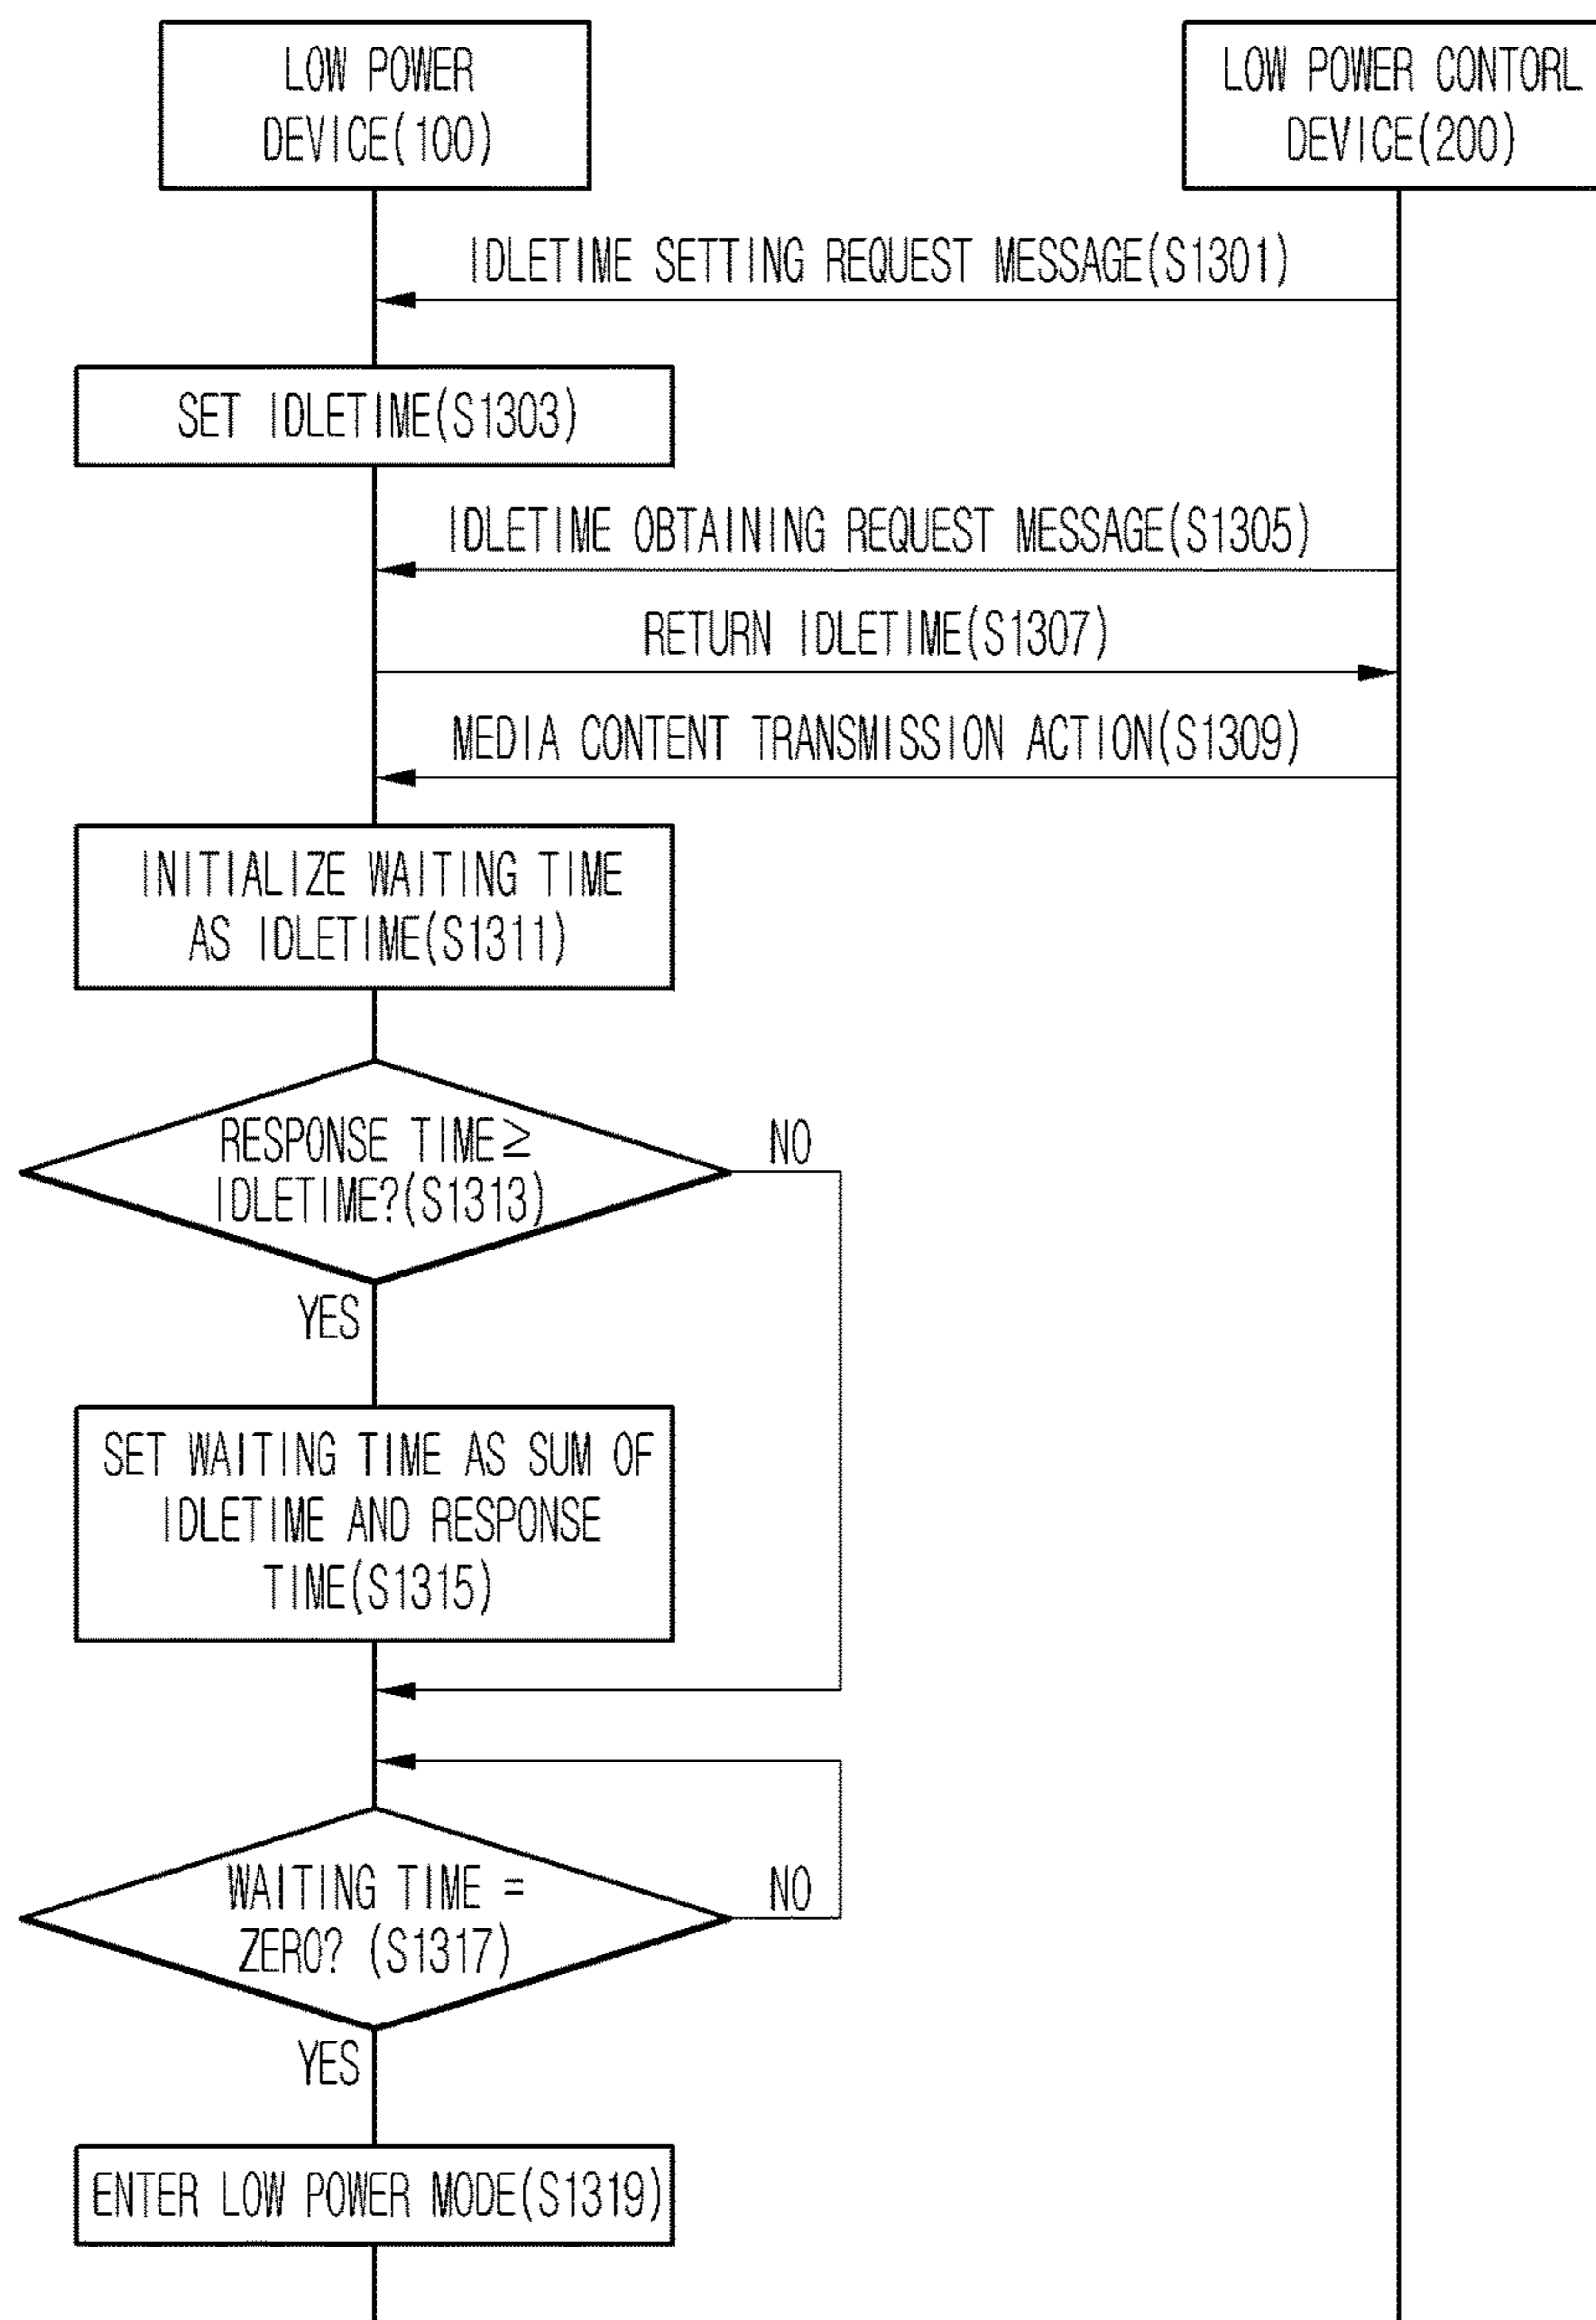 LOW POWER
DEVICE(100)
LOW POWER CONTORL
DEVICE(200)
IDLETIME SETTING REQUEST MESSAGE(S1301)
SET IDLETIME(S1303)
IDLETIME OBTAINING REQUEST MESSAGE(S1305)
RETURN IDLETIME(S1307)
MEDIA CONTENT TRANSMISSION ACTION(S1309)
INITIALIZE WAITING TIME
AS IDLETIME(S1311)
RESPONSE TIME≥
IDLETIME?(S1313)
NO
YES
SET WAITING TIME AS SUM OF
IDLETIME AND RESPONSE
TIME(S1315)
WAITING TIME =
ZERO? (S1317)
NO
YES
ENTER LOW POWER MODE(S1319)